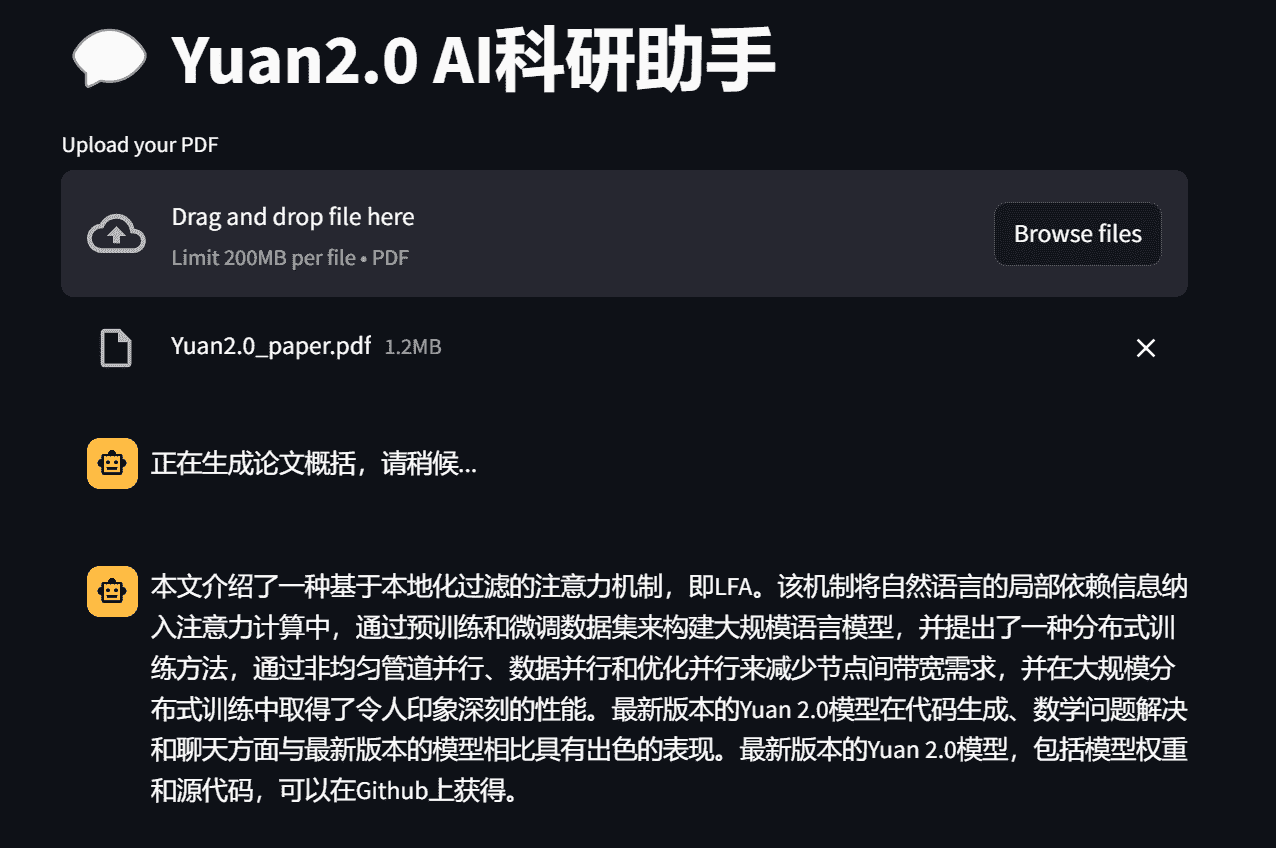 Yuan2.0 AI科研助手
Upload your PDF
Drag and drop file here
Limit 200MB per file • PDF
Browse files
Yuan2.0_paper.pdf 1.2MB
正在生成论文概括，请稍候...
本文介绍了一种基于本地化过滤的注意力机制，即LFA。该机制将自然语言的局部依赖信息纳
入注意力计算中，通过预训练和微调数据集来构建大规模语言模型，并提出了一种分布式训
练方法，通过非均匀管道并行、数据并行和优化并行来减少节点间带宽需求，并在大规模分
布式训练中取得了令人印象深刻的性能。最新版本的Yuan 2.0模型在代码生成、数学问题解决
和聊天方面与最新版本的模型相比具有出色的表现。最新版本的Yuan 2.0模型，包括模型权重
和源代码，可以在Github上获得。